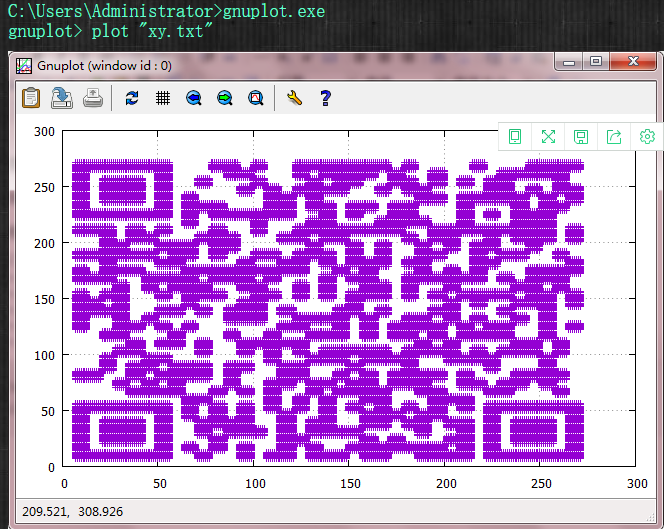 C:\Users\Administrator>gnuplot.exe
gnuplot> plot "xy.txt"
Gnuplot (window id : 0)
300
250
200
150
100
50
0
0 50 100 150 200 250 300
209.521, 308.926